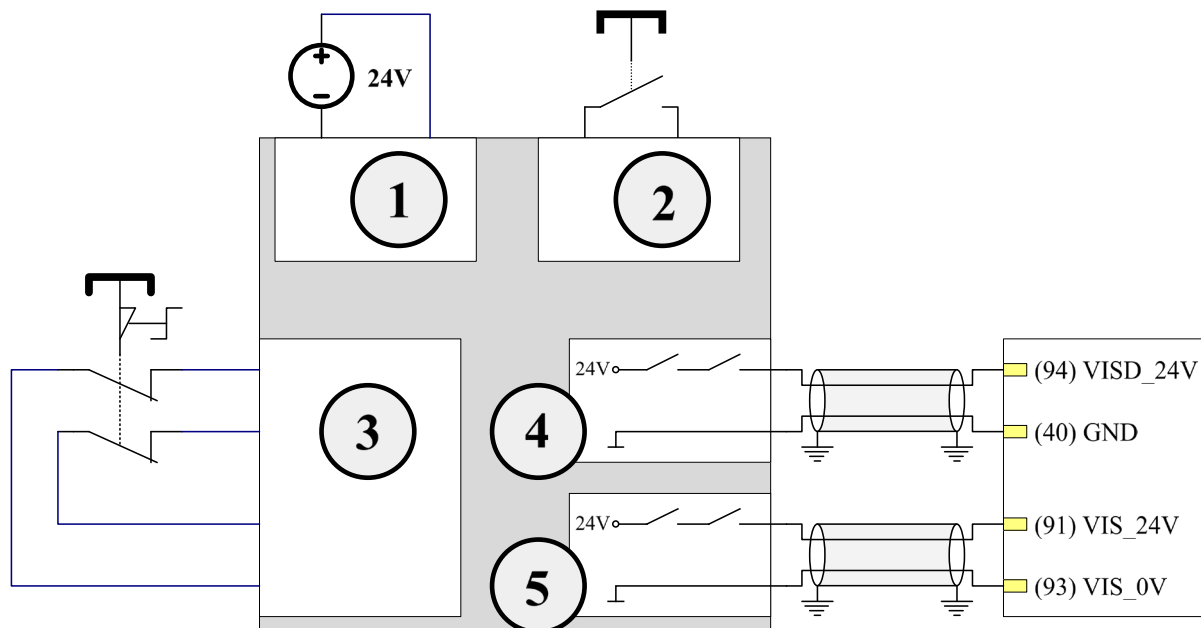 24V
1
2
3
24V
(94) VISD_24V
4
(40) GND
24V
(91) VIS_24V
5
(93) VIS_0V